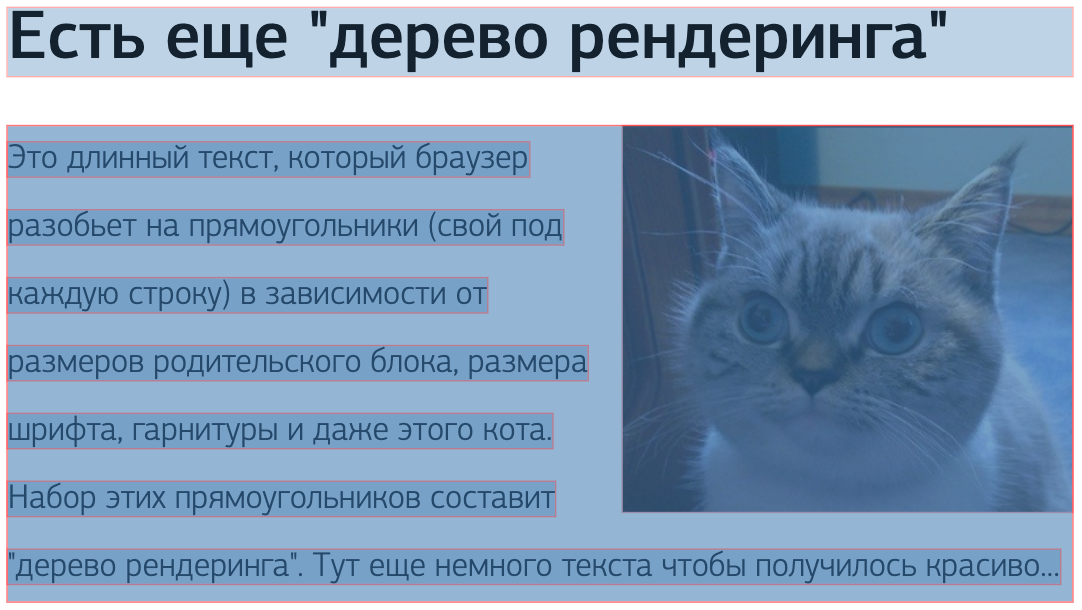 Есть еще "дерево рендеринга"
Это длинный текст, который браузер
разобьет на прямоугольники (свой под
каждую строку) в зависимости от
размеров родительского блока, размера
шрифта, гарнитуры и даже этого кота.
Набор этих прямоугольников составит
"дерево рендеринга". Тут еще немного текста чтобы получилось красиво...